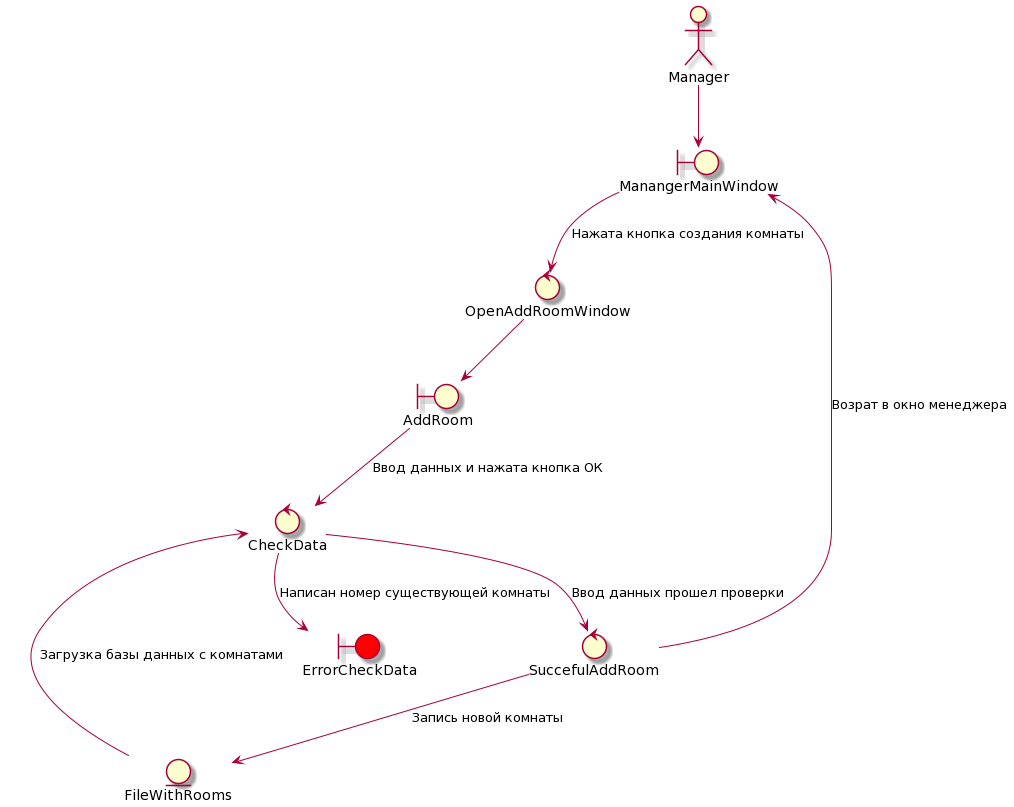 Manager
ManangerMainWindow
Нажата кнопка создания комнаты
OpenAddRoomWindow
Возрат в окно менеджера
AddRoom
Ввод данных и нажата кнопка ОК
CheckData
Написан номер существующей комнаты
Ввод данных прошел проверки
Загрузка базы данных с комнатами
ErrorCheckData
SuccefulAddRoom
Запись новой комнаты
FileWithRooms